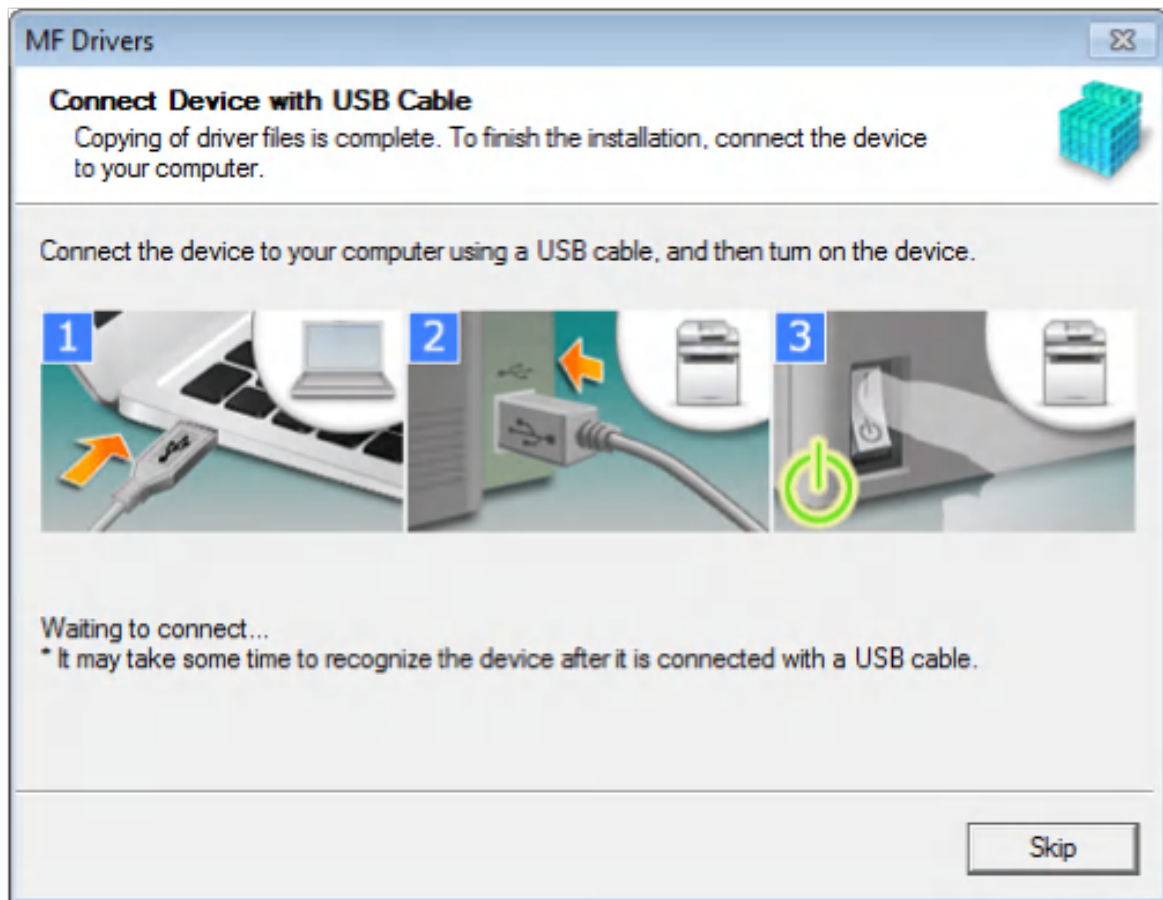 MF Drivers
Connect Device with USB Cable
Copying of driver files is complete. To finish the installation, connect the device
to your computer.
Connect the device to your computer using a USB cable, and then turn on the device.
1
2
3
Waiting to connect...
* It may take some time to recognize the device after it is connected with a USB cable.
Skip